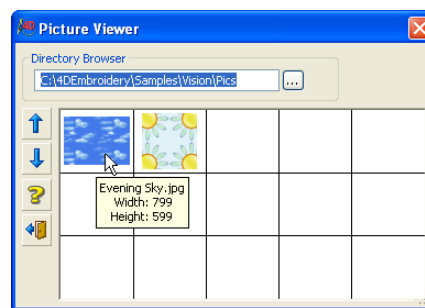 Picture Viewer
Directory Browser
C:\4DEmbroidery\Samples\Vision\Pics
...
Evening Sky.jpg
Width: 799
Height: 599